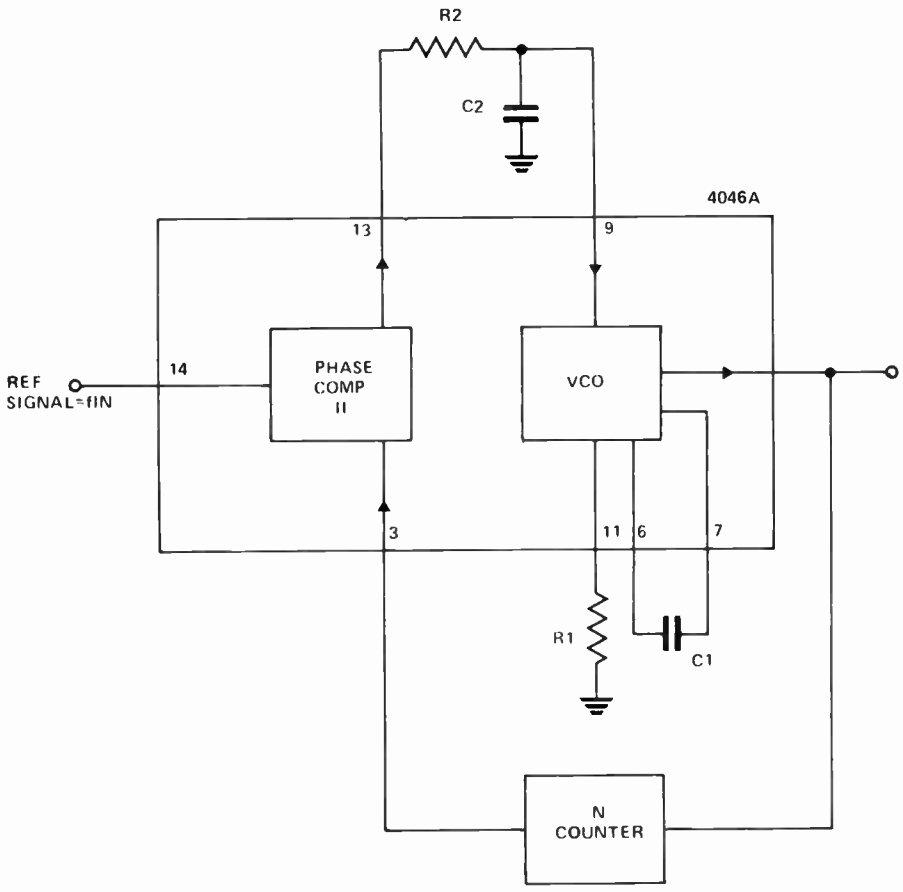 R2
C2
4046A
13
9
14
REF
SIGNAL=fIN
PHASE
COMP
II
VCO
3
11
6
7
R1
C1
N
COUNTER